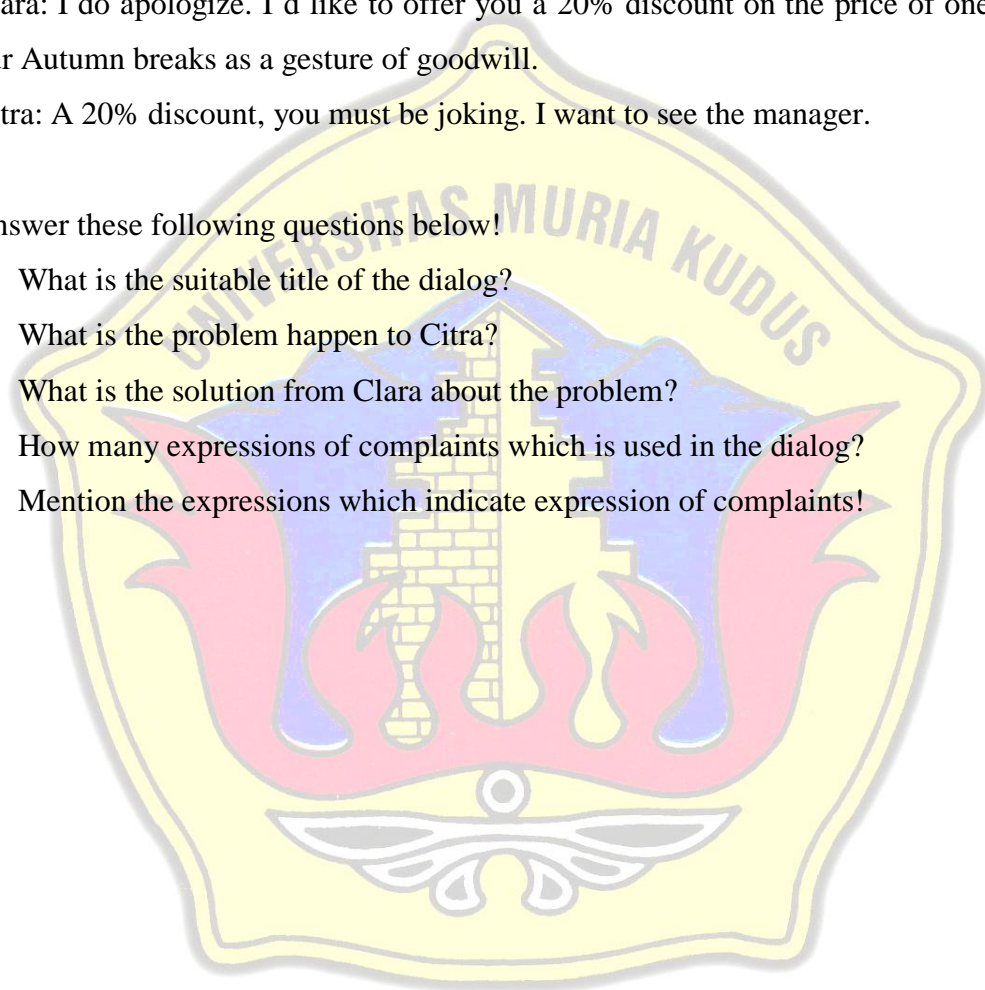 ara: I do apologize. I'd like to offer you a 20% discount on the price of one
r Autumn breaks as a gesture of goodwill.
tra: A 20% discount, you must be joking. I want to see the manager.
UNIVERSITAS MURIA KUDUS
nswer these following questions below!
What is the suitable title of the dialog?
What is the problem happen to Citra?
What is the solution from Clara about the problem?
How many expressions of complaints which is used in the dialog?
Mention the expressions which indicate expression of complaints!